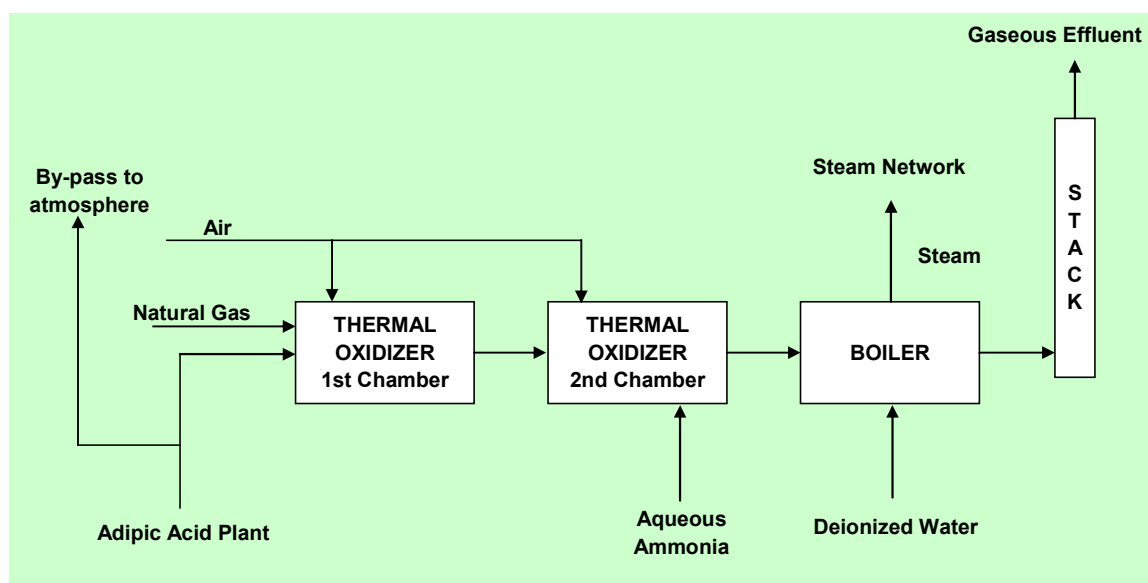 Gaseous Effluent
By-pass to
atmosphere
Steam Network
S
T
A
C
K
Air
Steam
Natural Gas
THERMAL
OXIDIZER
1st Chamber
THERMAL
OXIDIZER
2nd Chamber
BOILER
Adipic Acid Plant
Aqueous
Ammonia
Deionized Water